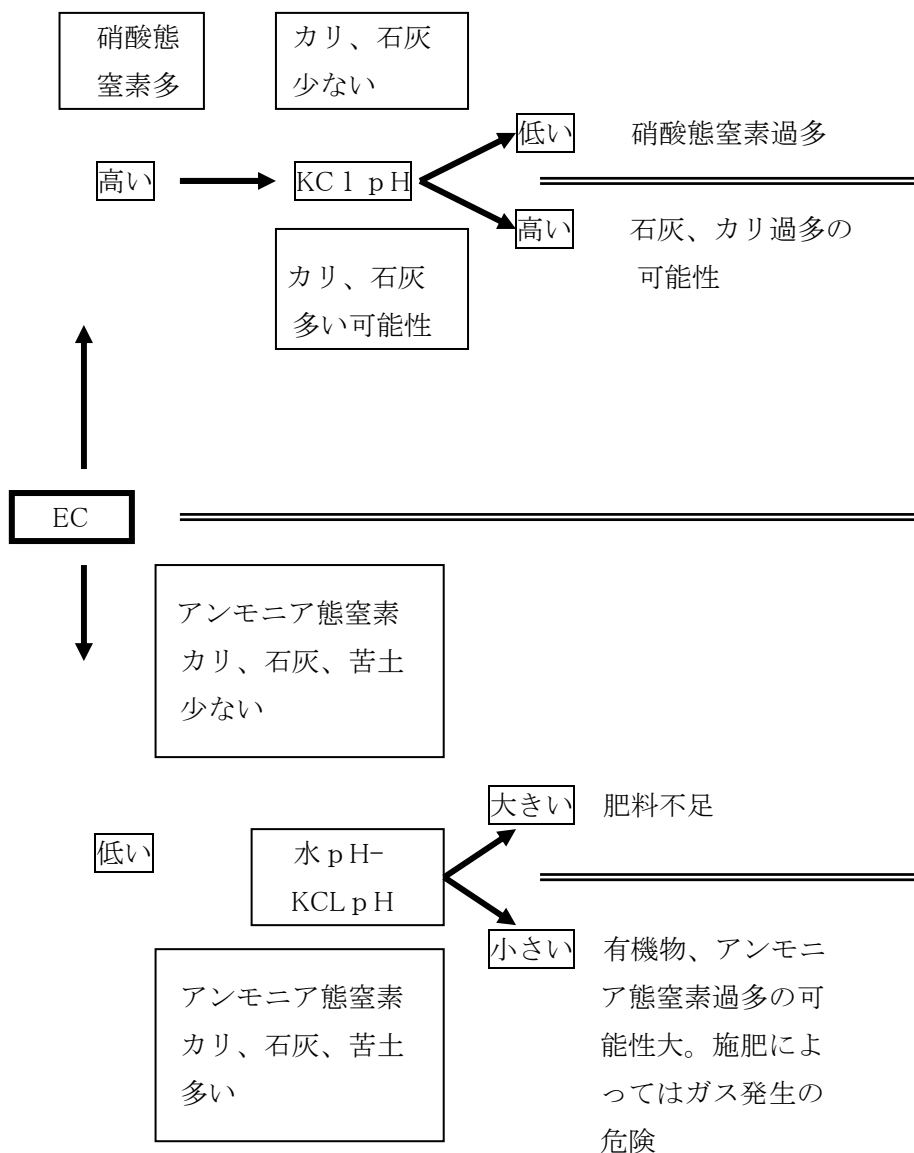 硝酸態
窒素多
カリ、石灰
少ない
低い
硝酸態窒素過多
高い
KCl pH
高い
石灰、カリ過多の
可能性
カリ、石灰
多い可能性
EC
アンモニア態窒素
カリ、石灰、苦土
少ない
大きい
肥料不足
低い
水pH-
KCLpH
小さい
有機物、アンモニ
ア態窒素過多の可
能性大。施肥によ
ってはガス発生の
危険
アンモニア態窒素
カリ、石灰、苦土
多い